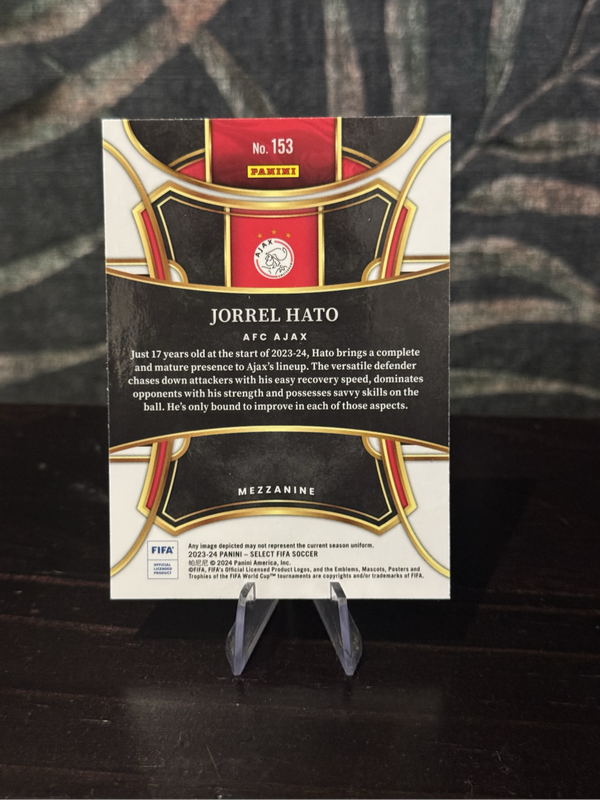 No. 153
PANINI
AJAX
JORREL HATO
AFC AJAX
Just 17 years old at the start of 2023-24, Hato brings a complete
and mature presence to Ajax's lineup. The versatile defender
chases down attackers with his easy recovery speed, dominates
opponents with his strength and possesses savvy skills on the
ball. He's only bound to improve in each of those aspects.
MEZZANINE
FIFA®
OFFICIAL
LICENSED
PRODUCT
Any image depicted may not represent the current season uniform.
2023-24 PANINI – SELECT FIFA SOCCER
帕尼尼 © 2024 Panini America, Inc.
©FIFA, FIFA's Official Licensed Product Logos, and the Emblems, Mascots, Posters and
Trophies of the FIFA World Cup™ tournaments are copyrights and/or trademarks of FIFA.